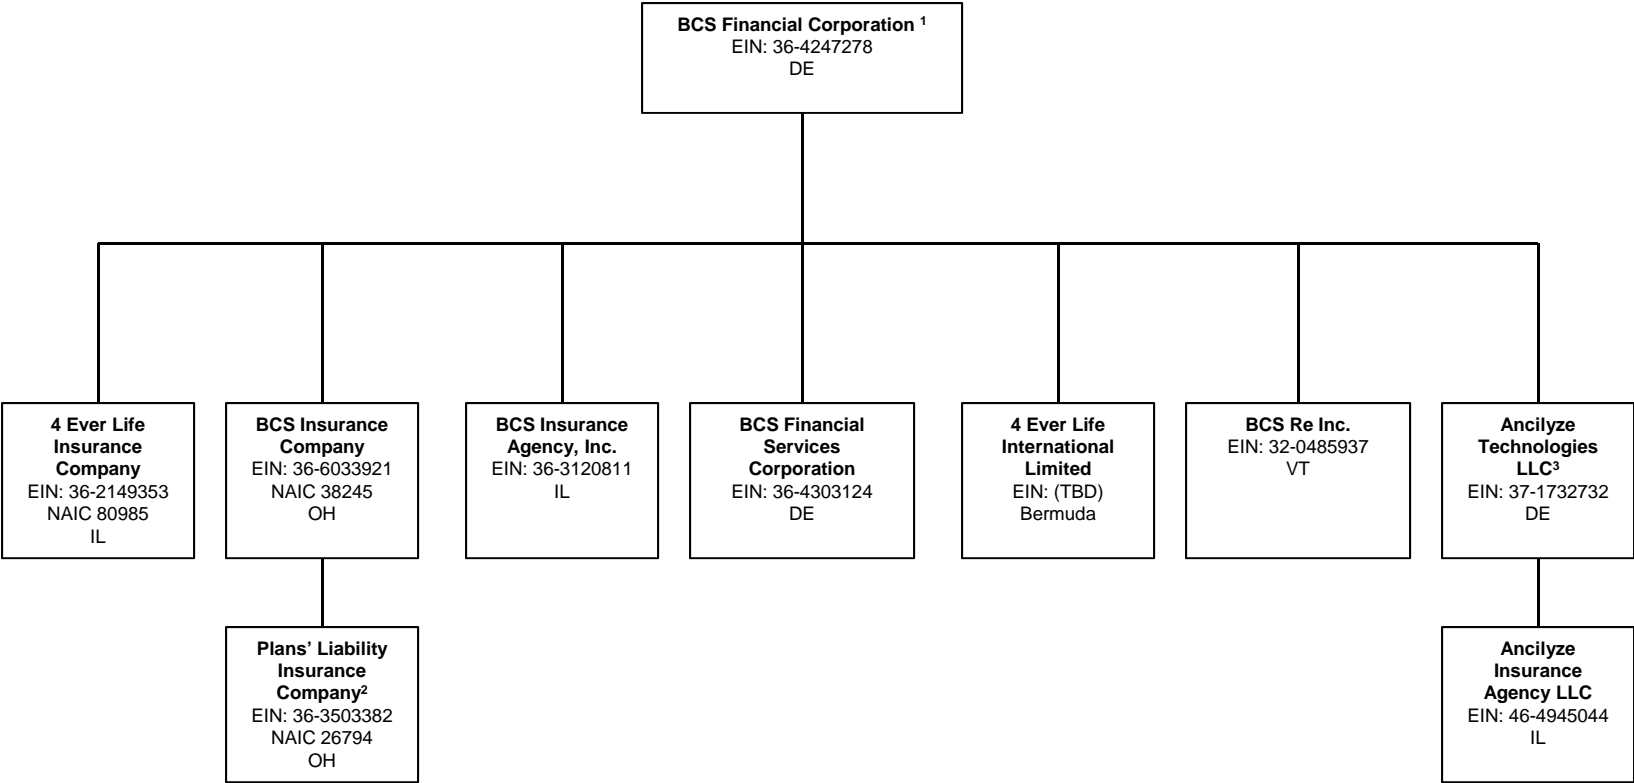 BCS Financial Corporation ¹
EIN: 36-4247278
DE
4 Ever Life
Insurance
Company
EIN: 36-2149353
NAIC 80985
IL
BCS Insurance
Company
EIN: 36-6033921
NAIC 38245
OH
BCS Insurance
Agency, Inc.
EIN: 36-3120811
IL
BCS Financial
Services
Corporation
EIN: 36-4303124
DE
4 Ever Life
International
Limited
EIN: (TBD)
Bermuda
BCS Re Inc.
EIN: 32-0485937
VT
Ancilyze
Technologies
LLC³
EIN: 37-1732732
DE
Plans’ Liability
Insurance
Company²
EIN: 36-3503382
NAIC 26794
OH
Ancilyze
Insurance
Agency LLC
EIN: 46-4945044
IL